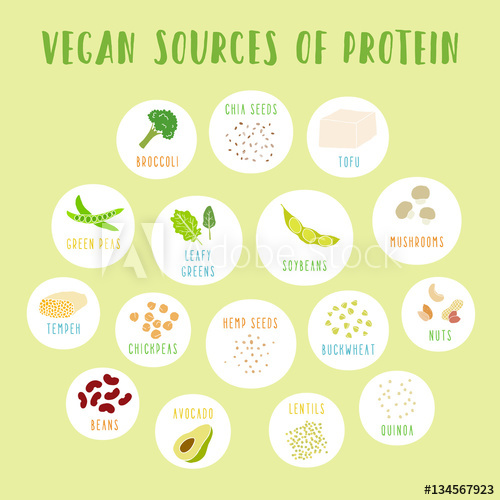 VEGAN SOURCES OF PROTEIN
BROCCOLI
CHIA SEEDS
TOFU
GREEN PEAS
LEAFY
GREENS
SOYBEANS
MUSHROOMS
TEMPEH
CHICKPEAS
HEMP SEEDS
BUCKWHEAT
NUTS
BEANS
AVOCADO
LENTILS
QUINOA
Adobe Stock
#134567923